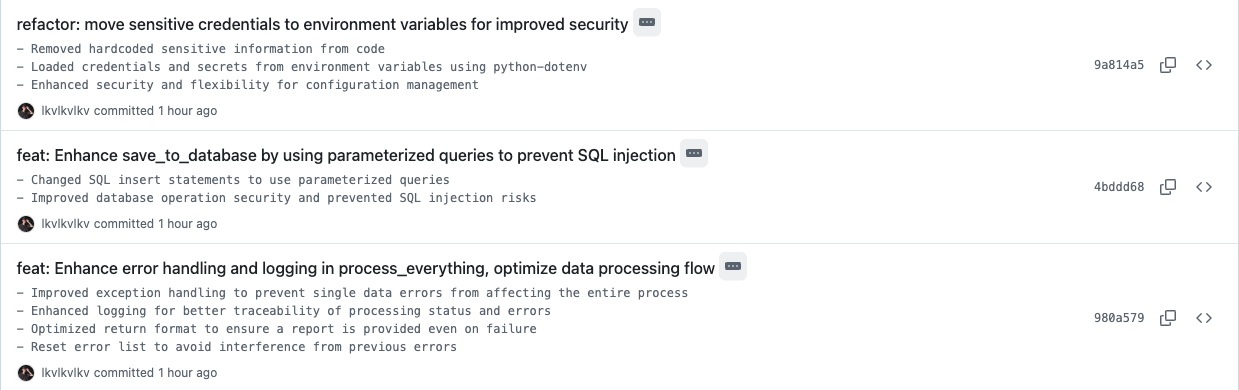 refactor: move sensitive credentials to environment variables for improved security
– Removed hardcoded sensitive information from code
– Loaded credentials and secrets from environment variables using python-dotenv
– Enhanced security and flexibility for configuration management
lkvlkvlkv committed 1 hour ago
9a814a5
feat: Enhance save_to_database by using parameterized queries to prevent SQL injection
– Changed SQL insert statements to use parameterized queries
– Improved database operation security and prevented SQL injection risks
lkvlkvlkv committed 1 hour ago
4bddd68
feat: Enhance error handling and logging in process_everything, optimize data processing flow
– Improved exception handling to prevent single data errors from affecting the entire process
– Enhanced logging for better traceability of processing status and errors
– Optimized return format to ensure a report is provided even on failure
– Reset error list to avoid interference from previous errors
lkvlkvlkv committed 1 hour ago
980a579